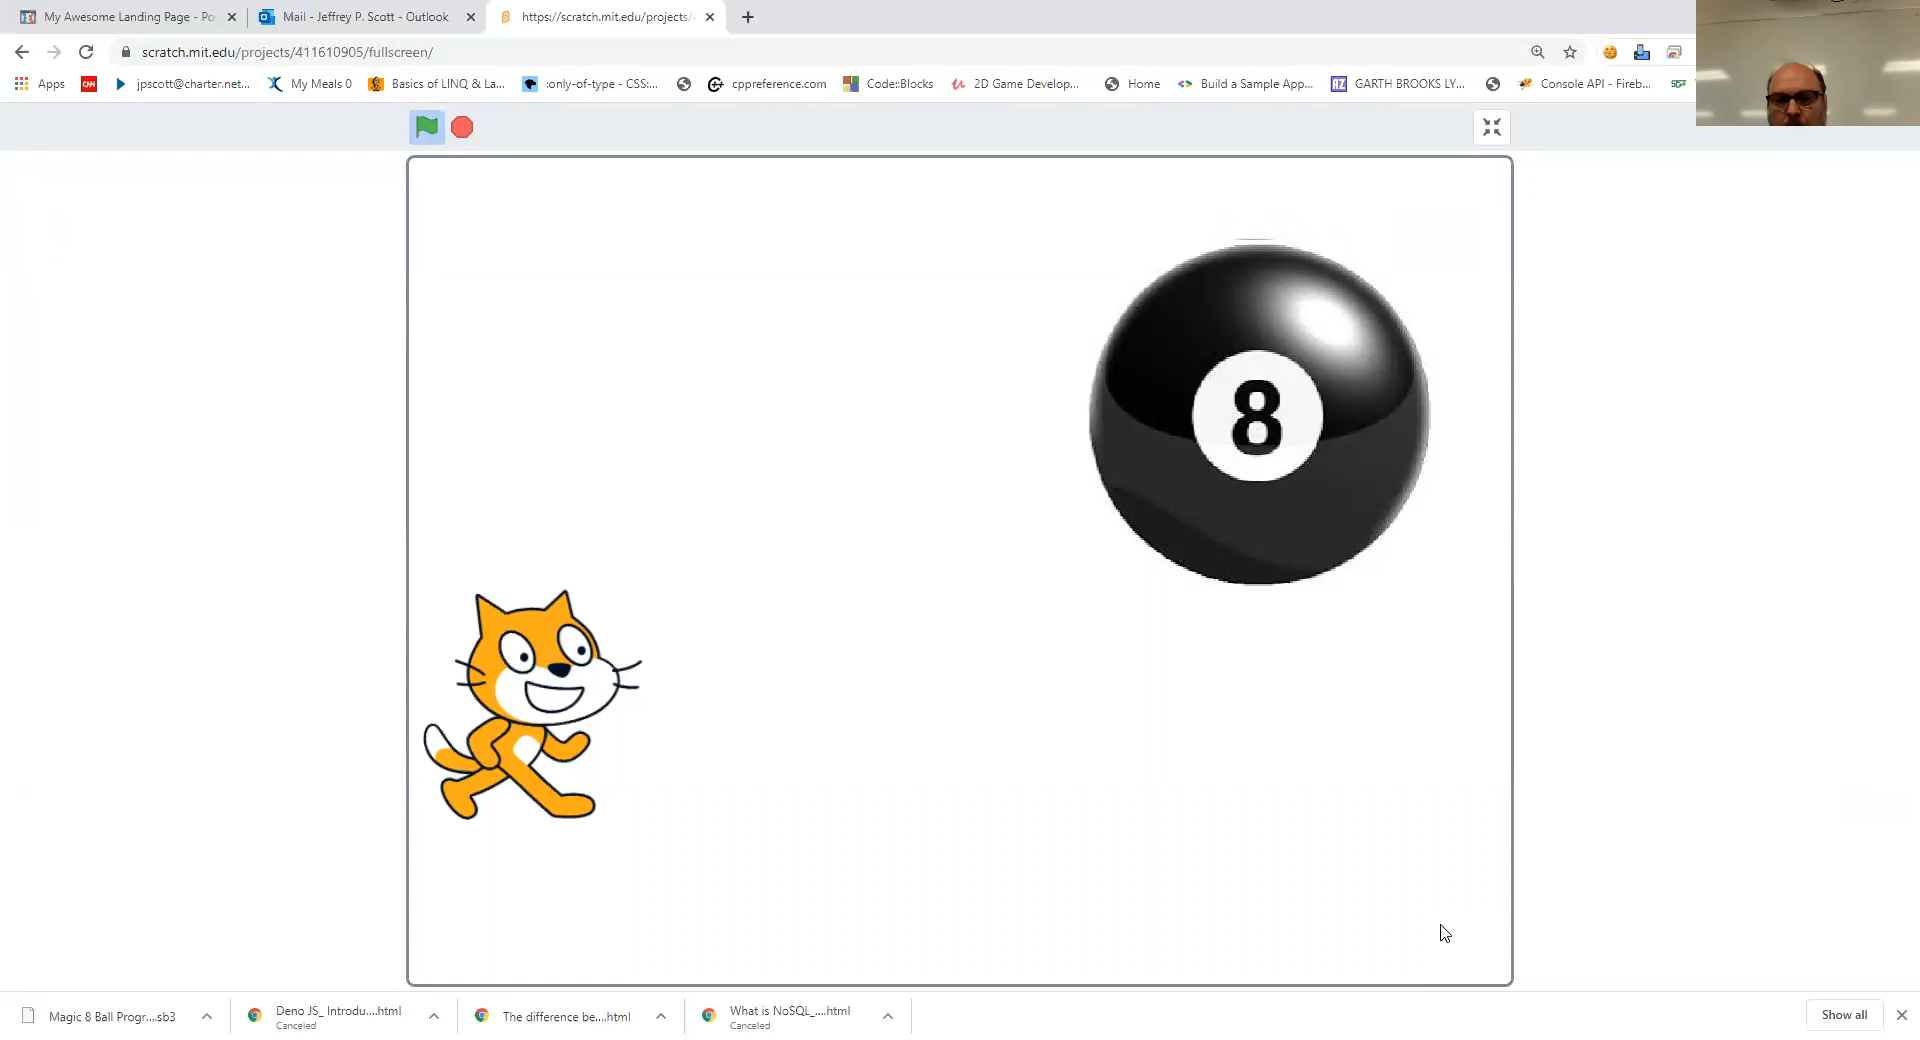 My Awesome Landing Page - Po
Mail - Jeffrey P. Scott - Outlook
https://scratch.mit.edu/projects/
scratch.mit.edu/projects/411610905/fullscreen/
Apps
CNN
jpscott@charter.net...
My Meals 0
Basics of LINQ & La...
:only-of-type - CSS:...
cppreference.com
Code::Blocks
2D Game Develop...
Home
Build a Sample App...
AZ
GARTH BROOKS LY...
Console API - Fireb...
8
Magic 8 Ball Progr....sb3
Deno JS_ Introdu....html
Canceled
The difference be....html
What is NoSQL_....html
Canceled
Show all